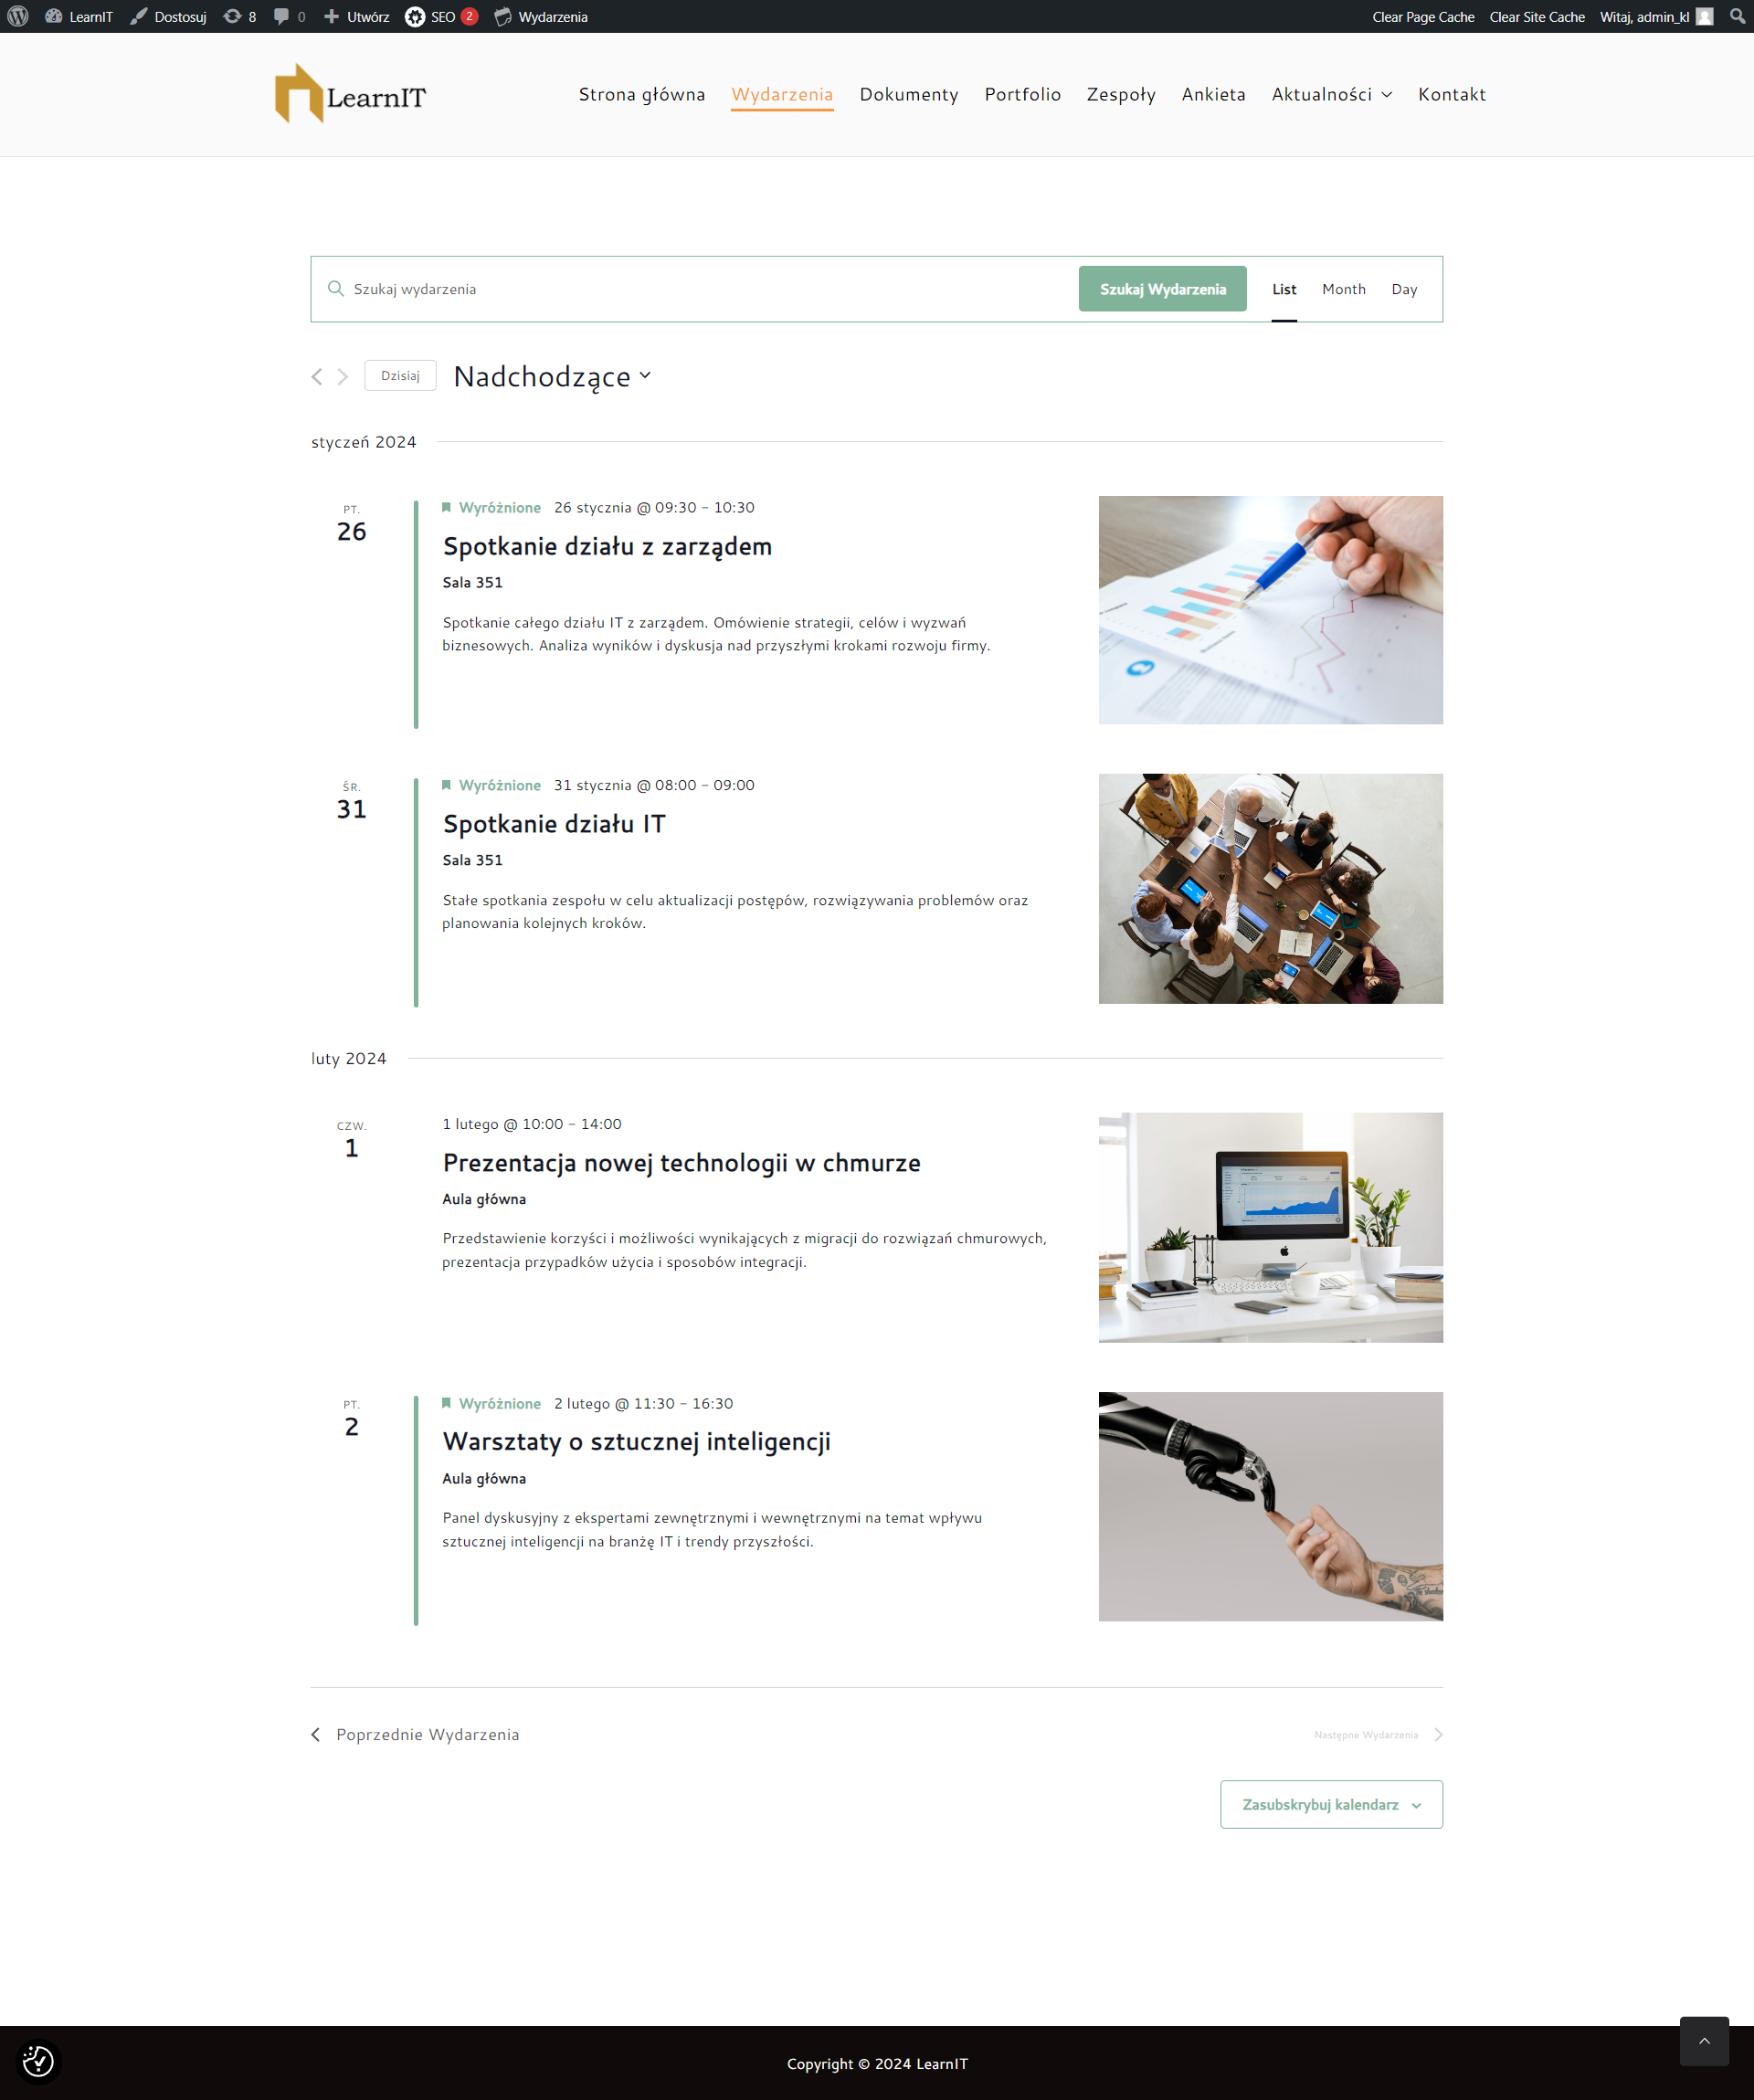 LearnIT Dostosuj 8 0 Utwórz SEO 2 Wydarzenia Clear Page Cache Clear Site Cache Witaj, admin_kl
LearnIT Strona główna Wydarzenia Dokumenty Portfolio Zespoły Ankieta Aktualności Kontakt
Szukaj wydarzenia Szukaj Wydarzenia List Month Day
Dzisiaj Nadchodzące
styczeń 2024
PT.
26
Wyróżnione 26 stycznia @ 09:30 - 10:30
Spotkanie działu z zarządem
Sala 351
Spotkanie całego działu IT z zarządem. Omówienie strategii, celów i wyzwań
biznesowych. Analiza wyników i dyskusja nad przyszłymi krokami rozwoju firmy.
ŚR.
31
Wyróżnione 31 stycznia @ 08:00 - 09:00
Spotkanie działu IT
Sala 351
Stałe spotkania zespołu w celu aktualizacji postępów, rozwiązywania problemów oraz
planowania kolejnych kroków.
luty 2024
CZW.
1
1 lutego @ 10:00 - 14:00
Prezentacja nowej technologii w chmurze
Aula główna
Przedstawienie korzyści i możliwości wynikających z migracji do rozwiązań chmurowych,
prezentacja przypadków użycia i sposobów integracji.
PT.
2
Wyróżnione 2 lutego @ 11:30 - 16:30
Warsztaty o sztucznej inteligencji
Aula główna
Panel dyskusyjny z ekspertami zewnętrznymi i wewnętrznymi na temat wpływu
sztucznej inteligencji na branżę IT i trendy przyszłości.
Poprzednie Wydarzenia Następne Wydarzenia
Zasubskrybuj kalendarz
Copyright © 2024 LearnIT